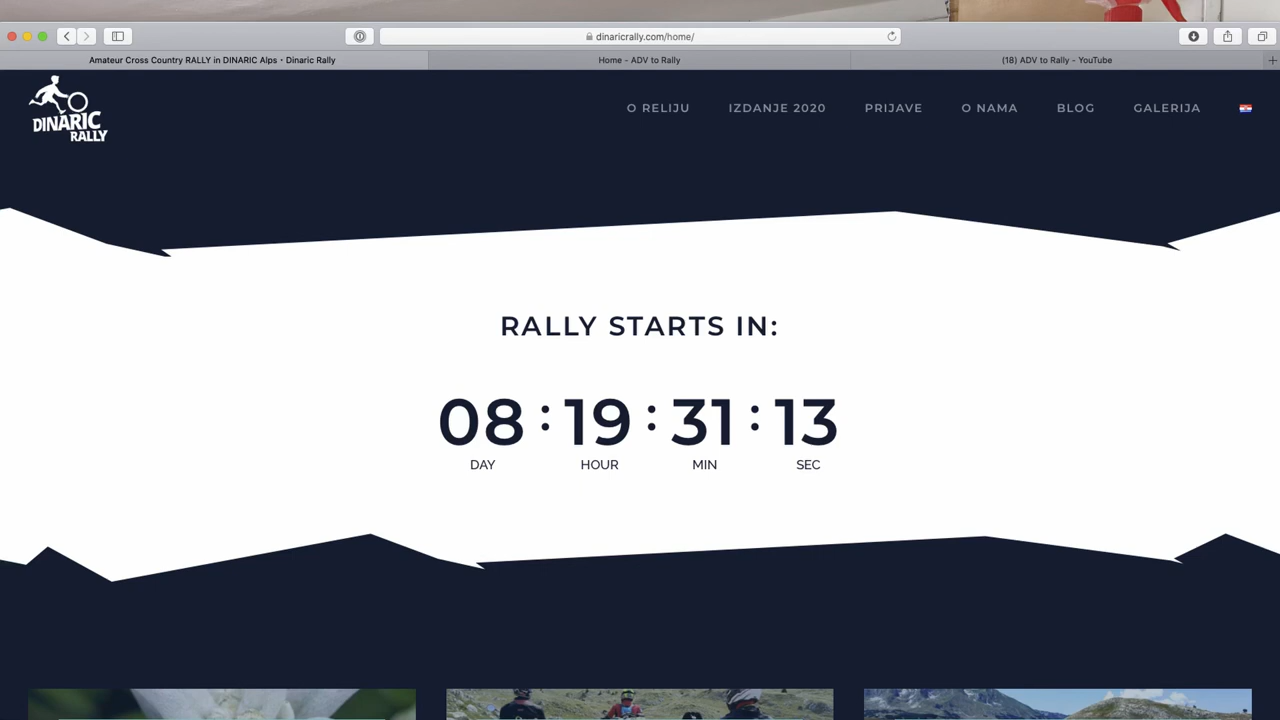 dinaricrally.com/home/
Amateur Cross Country RALLY in DINARIC Alps • Dinaric Rally
Home - ADV to Rally
(18) ADV to Rally - YouTube
DINARIC
RALLY
O RELIJU
IZDANJE 2020
PRIJAVE
O NAMA
BLOG
GALERIJA
RALLY STARTS IN:
08 : 19 : 31 : 13
DAY HOUR MIN SEC